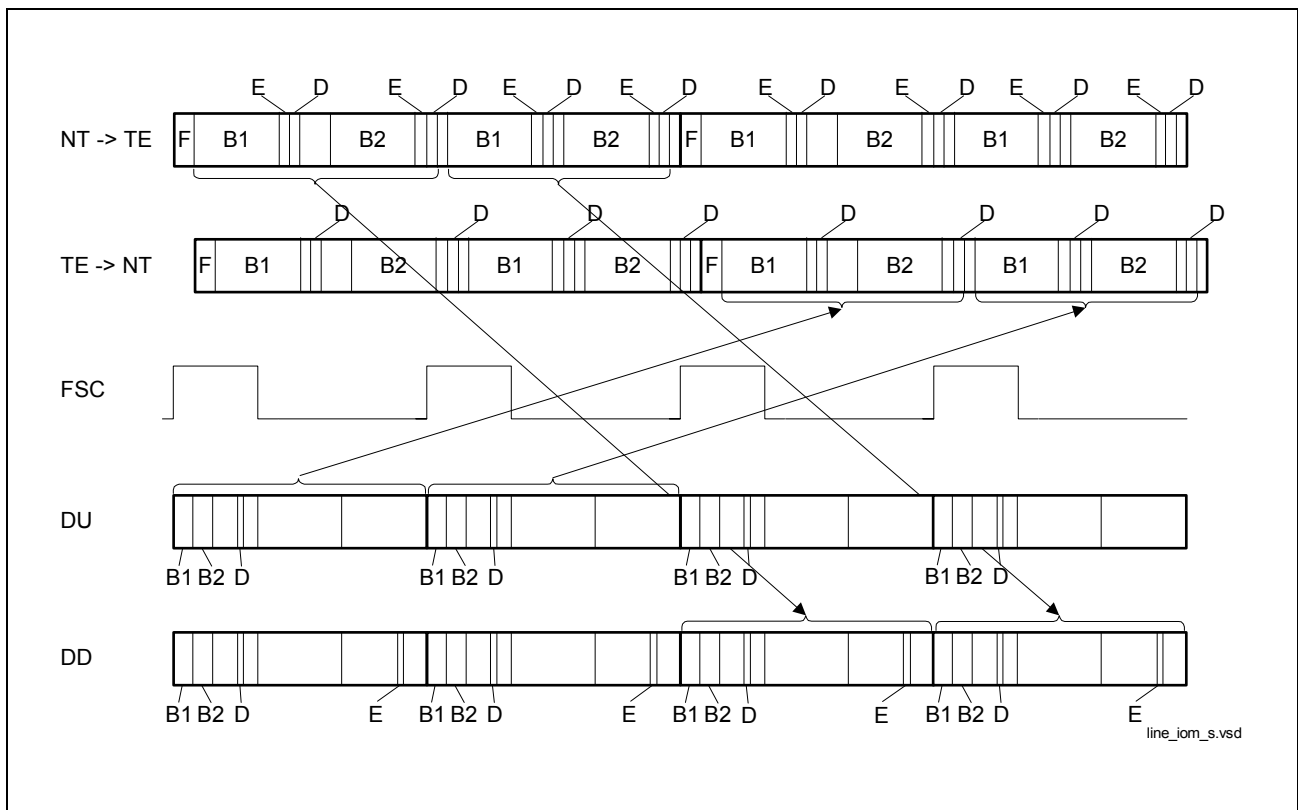 E D E D E D E D E D E D E D E D
NT -> TE F B1 B2 B1 B2 F B1 B2 B1 B2
D D D D D D D D
TE -> NT F B1 B2 B1 B2 F B1 B2 B1 B2
FSC
DU
B1 B2 D B1 B2 D B1 B2 D B1 B2 D
DD
B1 B2 D E B1 B2 D E B1 B2 D E B1 B2 D E
line_iom_s.vsd